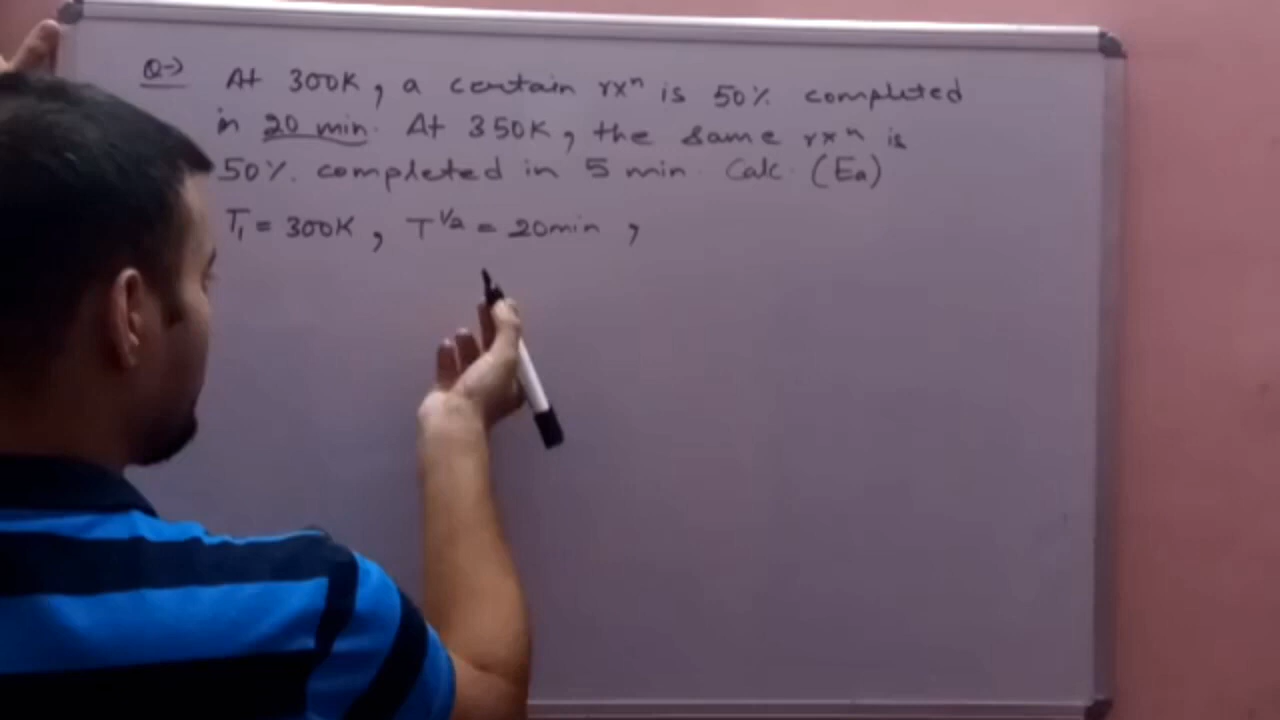 Q→ At 300K, a certain rxⁿ is 50% completed
in 20 min. At 350K, the same rxⁿ is
50%. completed in 5 min. Calc. (Ea)
T₁ = 300K, T^1/2 = 20min,